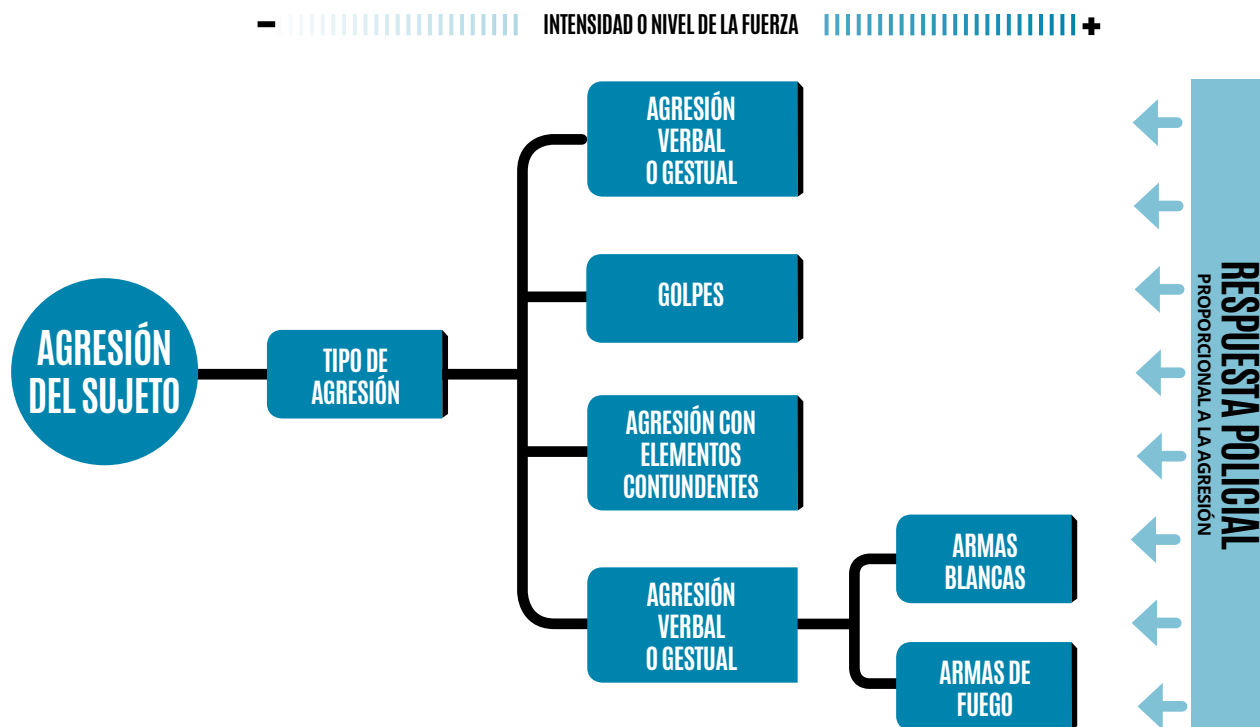 - INTENSIDAD O NIVEL DE LA FUERZA +
AGRESIÓN
DEL SUJETO
TIPO DE
AGRESIÓN
AGRESIÓN
VERBAL
O GESTUAL
GOLPES
AGRESIÓN CON
ELEMENTOS
CONTUNDENTES
AGRESIÓN
VERBAL
O GESTUAL
ARMAS
BLANCAS
ARMAS DE
FUEGO
RESPUESTA POLICIAL
PROPORCIONAL A LA AGRESIÓN